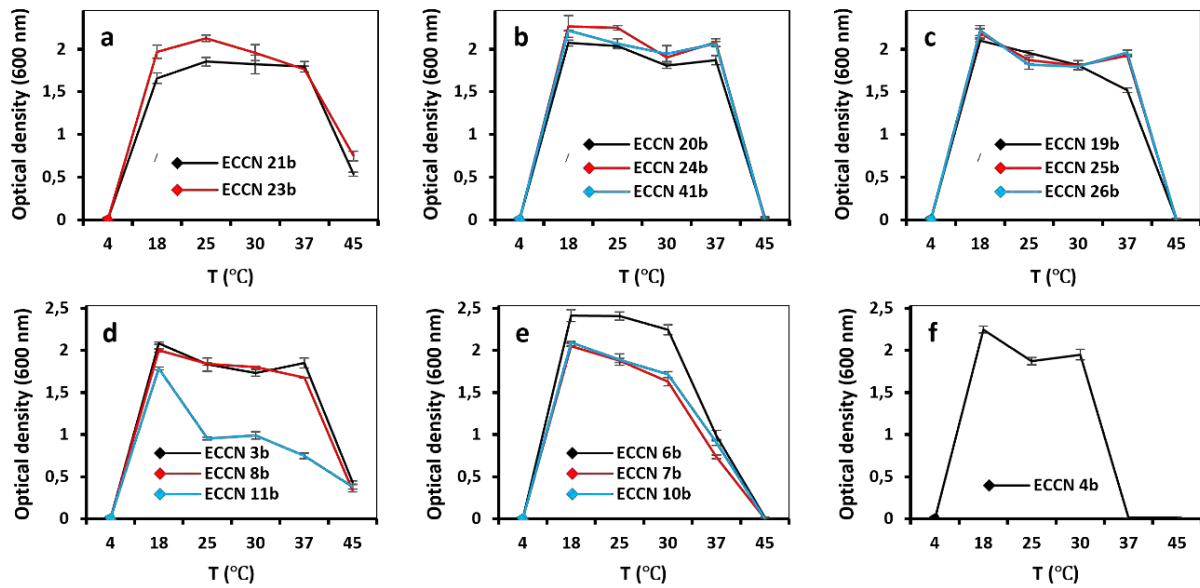 a
Optical density (600 nm)
2
1,5
1
0,5
0
ECCN 21b
ECCN 23b
4 18 25 30 37 45
T (°C)
b
Optical density (600 nm)
2
1,5
1
0,5
0
ECCN 20b
ECCN 24b
ECCN 41b
4 18 25 30 37 45
T (°C)
c
Optical density (600 nm)
2
1,5
1
0,5
0
ECCN 19b
ECCN 25b
ECCN 26b
4 18 25 30 37 45
T (°C)
d
Optical density (600 nm)
2,5
2
1,5
1
0,5
0
ECCN 3b
ECCN 8b
ECCN 11b
4 18 25 30 37 45
T (°C)
e
Optical density (600 nm)
2,5
2
1,5
1
0,5
0
ECCN 6b
ECCN 7b
ECCN 10b
4 18 25 30 37 45
T (°C)
f
Optical density (600 nm)
2,5
2
1,5
1
0,5
0
ECCN 4b
4 18 25 30 37 45
T (°C)